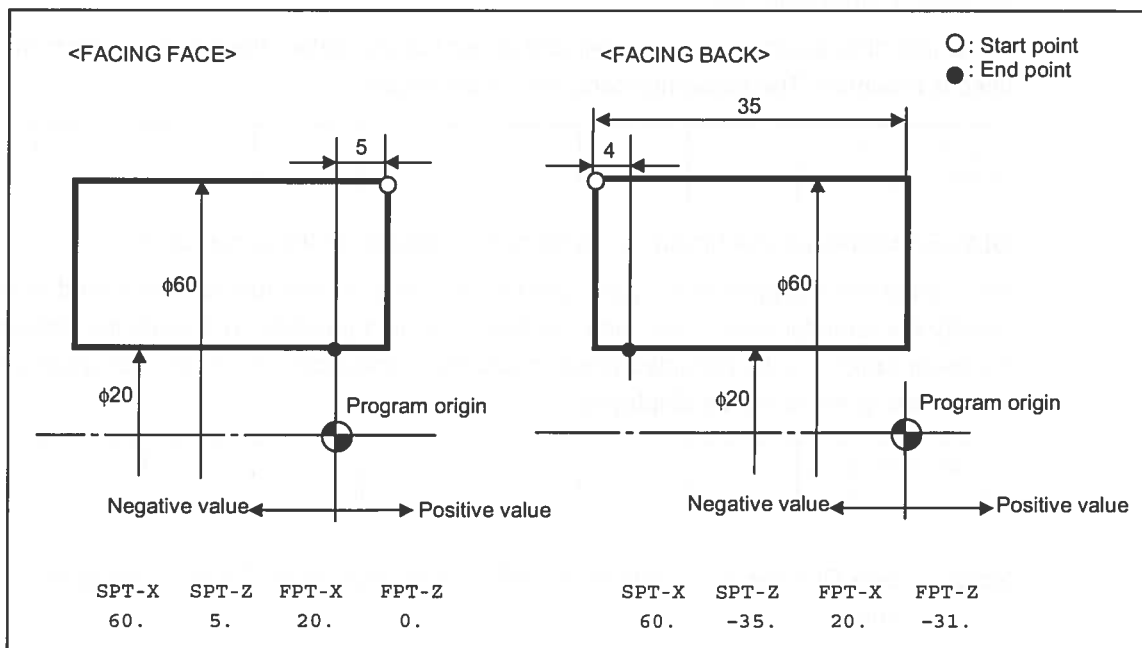 <FACING FACE>
<FACING BACK>
: Start point
: End point
5
φ60
φ20
Program origin
Negative value
Positive value
35
4
φ60
φ20
Program origin
Negative value
Positive value
SPT-X SPT-Z FPT-X FPT-Z
60. 5. 20. 0.
SPT-X SPT-Z FPT-X FPT-Z
60. -35. 20. -31.